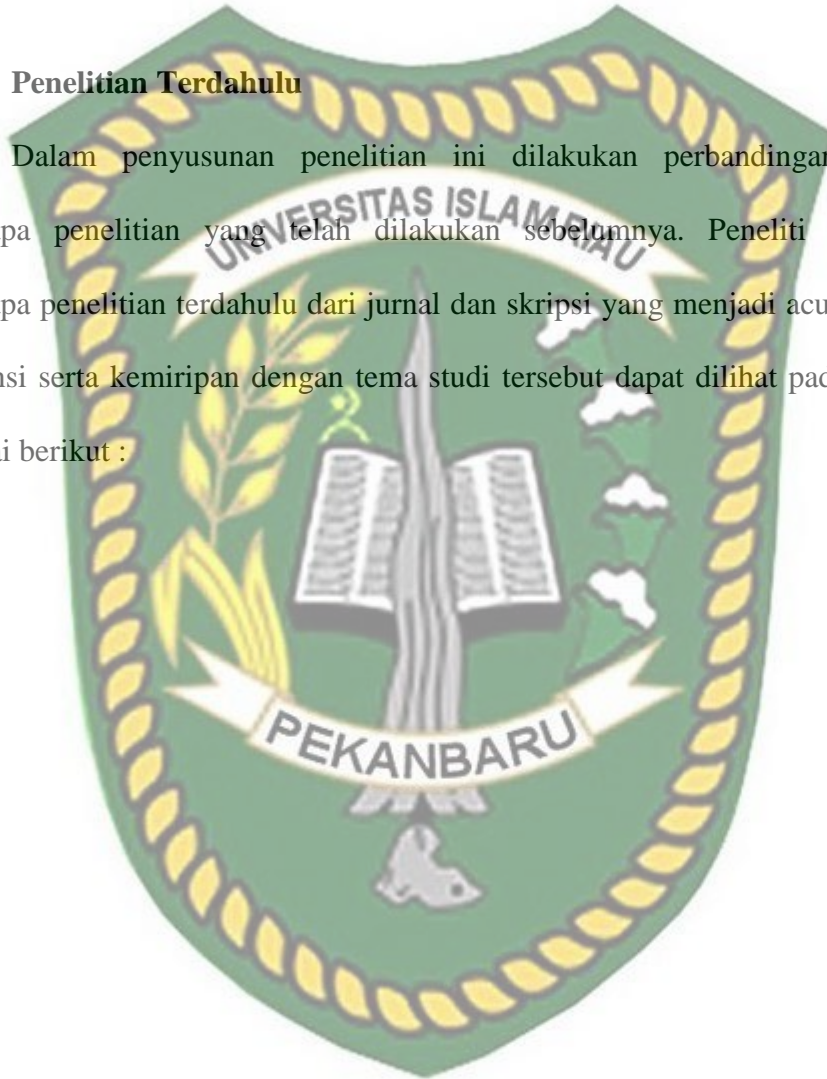 Penelitian Terdahulu
Dalam penyusunan penelitian ini dilakukan perbandingan
UNIVERSITAS ISLAM RIAU
pa penelitian yang telah dilakukan sebelumnya. Peneliti
pa penelitian terdahulu dari jurnal dan skripsi yang menjadi acu
nsi serta kemiripan dengan tema studi tersebut dapat dilihat pad
i berikut :
PEKANBARU